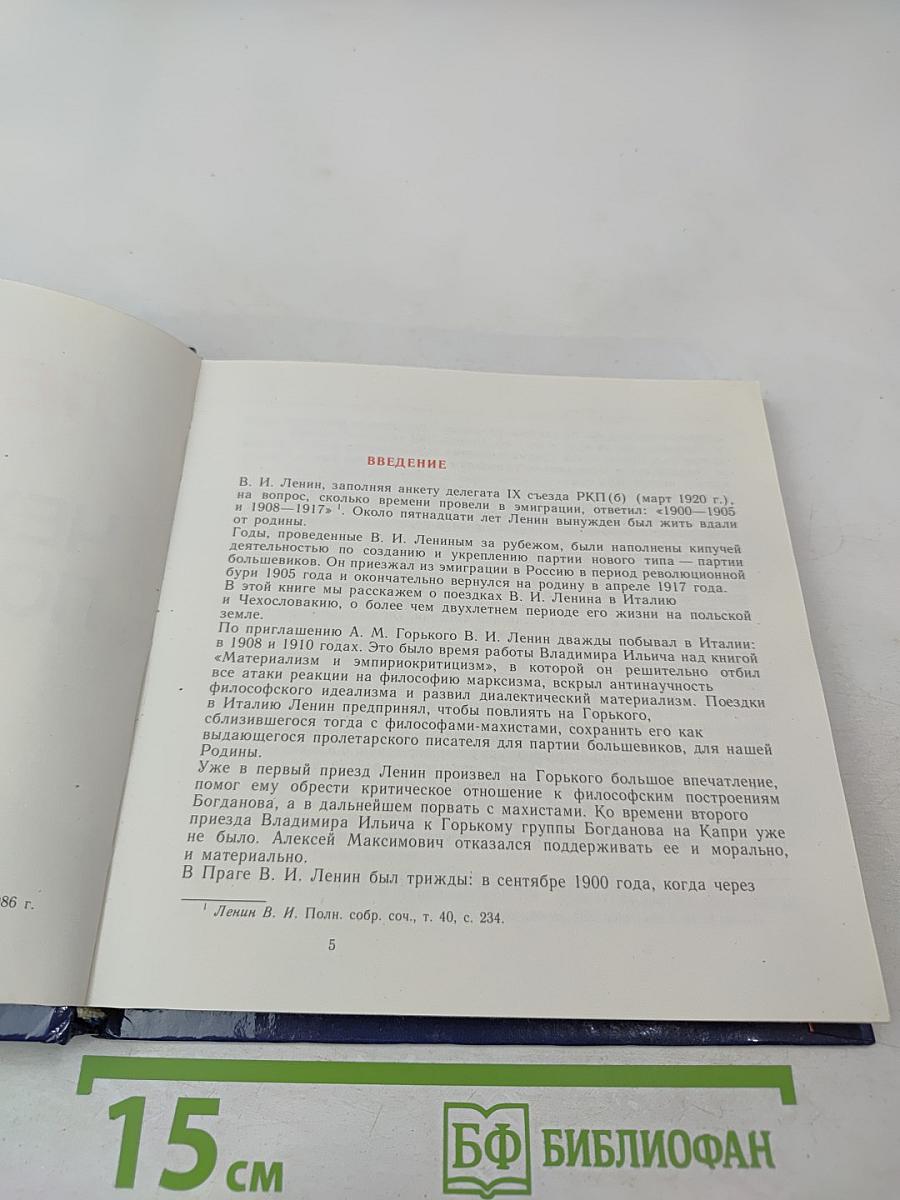 86 г.
ВВЕДЕНИЕ
В. И. Ленин, заполняя анкету делегата IX съезда РКП(б) (март 1920 г.),
на вопрос, сколько времени провели в эмиграции, ответил: «1900—1905
и 1908—1917» ¹. Около пятнадцати лет Ленин вынужден был жить вдали
от родины.
Годы, проведенные В. И. Лениным за рубежом, были наполнены кипучей
деятельностью по созданию и укреплению партии нового типа — партии
большевиков. Он приезжал из эмиграции в Россию в период революционной
бури 1905 года и окончательно вернулся на родину в апреле 1917 года.
В этой книге мы расскажем о поездках В. И. Ленина в Италию
и Чехословакию, о более чем двухлетнем периоде его жизни на польской
земле.
По приглашению А. М. Горького В. И. Ленин дважды побывал в Италии:
в 1908 и 1910 годах. Это было время работы Владимира Ильича над книгой
«Материализм и эмпириокритицизм», в которой он решительно отбил
все атаки реакции на философию марксизма, вскрыл антинаучность
философского идеализма и развил диалектический материализм. Поездки
в Италию Ленин предпринял, чтобы повлиять на Горького,
сблизившегося тогда с философами-махистами, сохранить его как
выдающегося пролетарского писателя для партии большевиков, для нашей
Родины.
Уже в первый приезд Ленин произвел на Горького большое впечатление,
помог ему обрести критическое отношение к философским построениям
Богданова, а в дальнейшем порвать с махистами. Ко времени второго
приезда Владимира Ильича к Горькому группы Богданова на Капри уже
не было. Алексей Максимович отказался поддерживать ее и морально,
и материально.
В Праге В. И. Ленин был трижды: в сентябре 1900 года, когда через
¹ Ленин В. И. Полн. собр. соч., т. 40, с. 234.
5
15 см
БФ БИБЛИОФАН